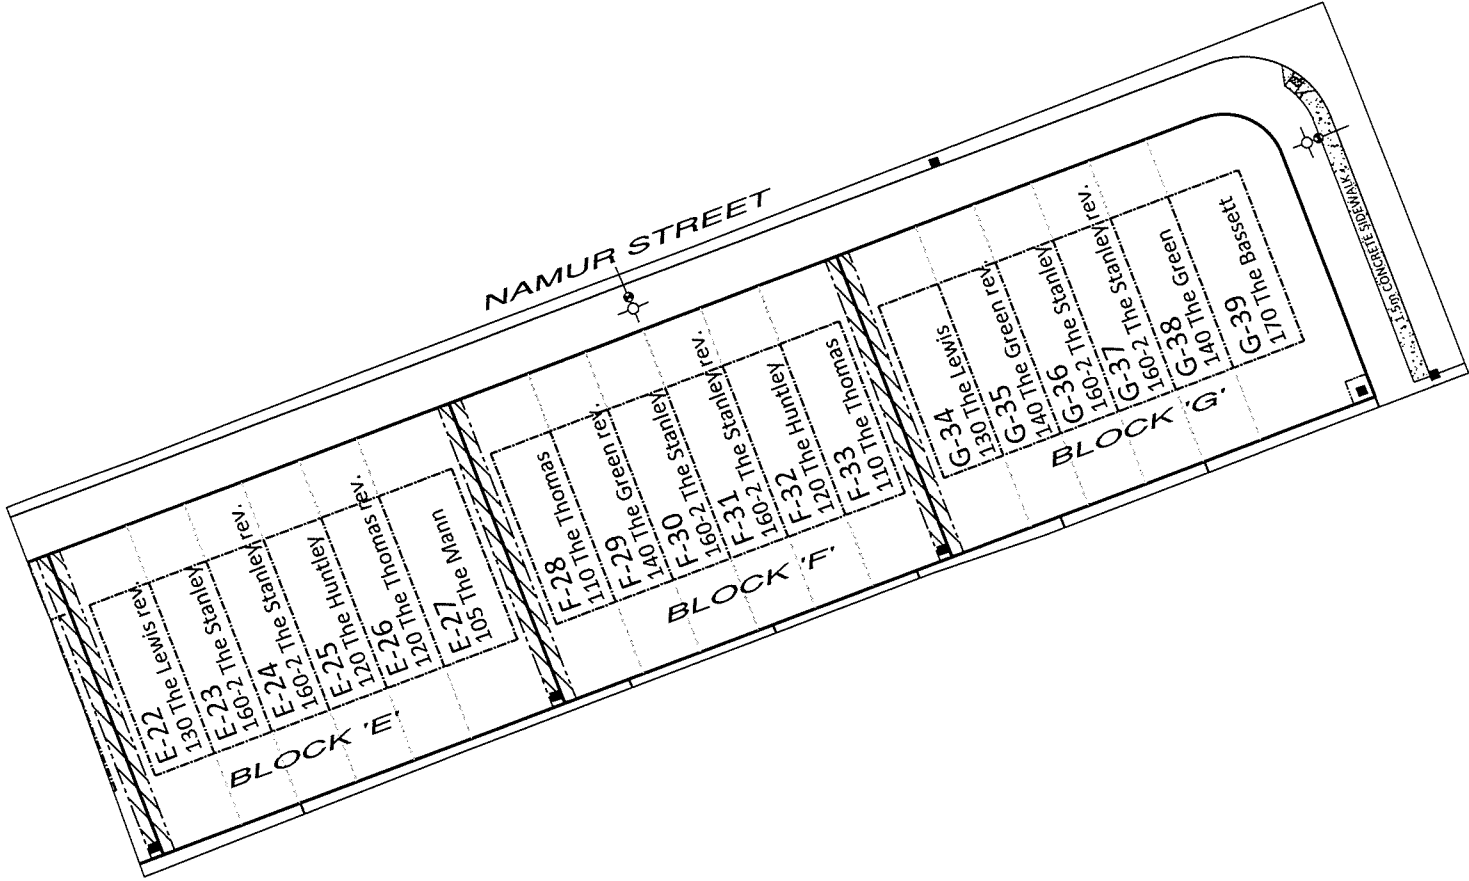 NAMUR STREET
1.5m. CONCRETE SIDEWALK
E-22
130 The Lewis rev.
E-23
160-2 The Stanley
E-24
160-2 The Stanley rev.
E-25
120 The Huntley
E-26
120 The Thomas rev.
E-27
105 The Mann
BLOCK 'E'
F-28
110 The Thomas
F-29
140 The Green rev.
F-30
160-2 The Stanley
F-31
160-2 The Stanley rev.
F-32
120 The Huntley
F-33
110 The Thomas
BLOCK 'F'
G-34
130 The Lewis
G-35
140 The Green rev.
G-36
160-2 The Stanley
G-37
160-2 The Stanley rev.
G-38
140 The Green
G-39
170 The Bassett
BLOCK 'G'